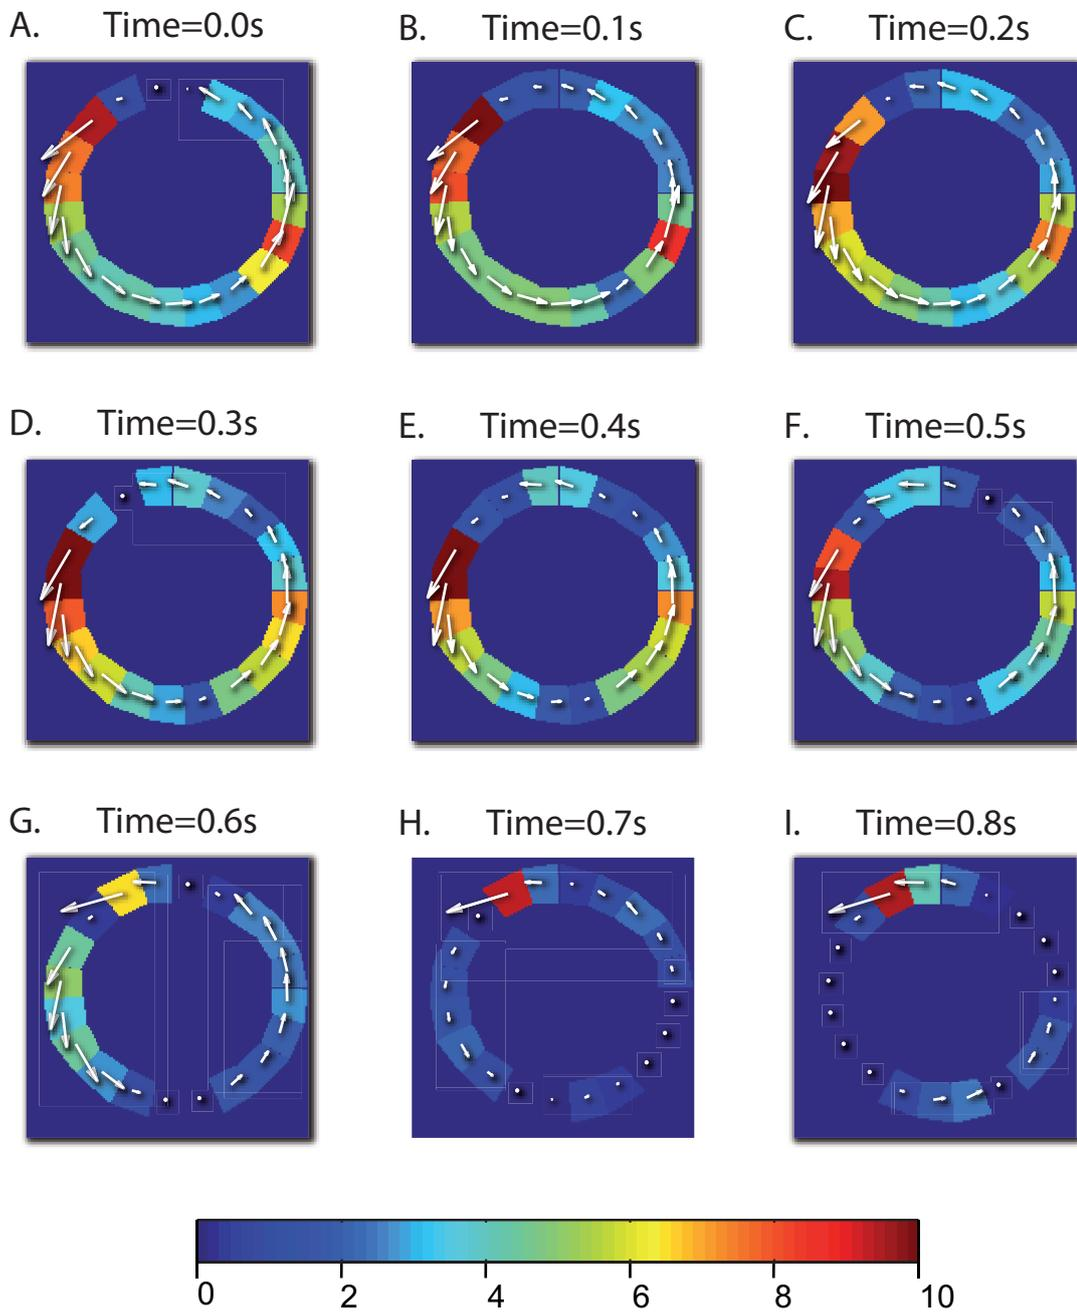 A. Time=0.0s
B. Time=0.1s
C. Time=0.2s
D. Time=0.3s
E. Time=0.4s
F. Time=0.5s
G. Time=0.6s
H. Time=0.7s
I. Time=0.8s
0 2 4 6 8 10